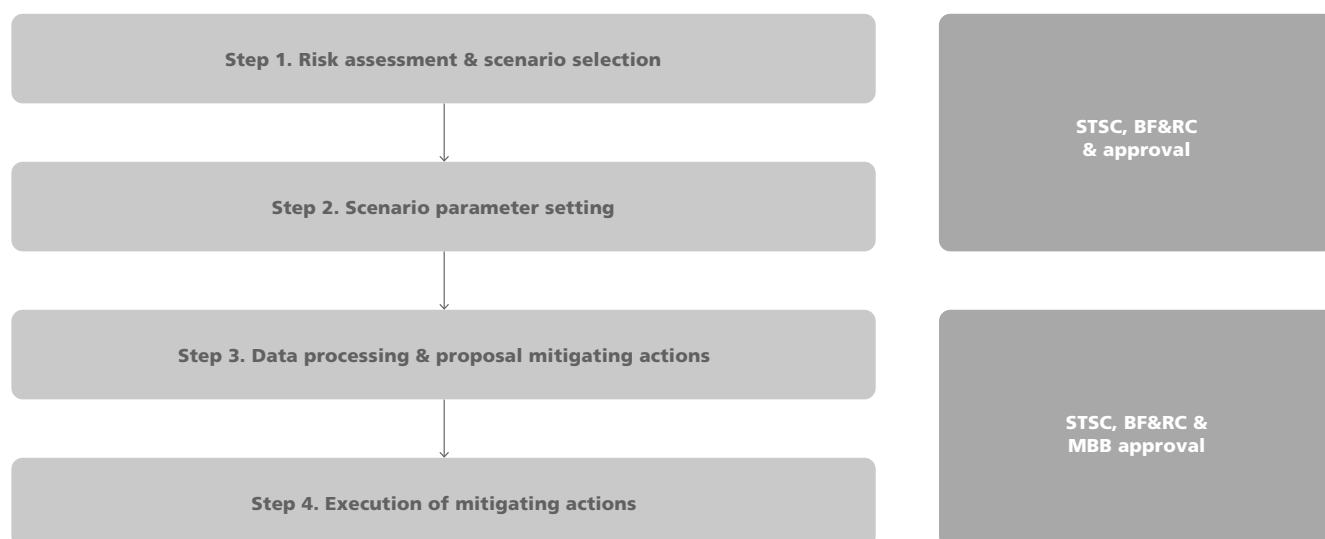 Step 1. Risk assessment & scenario selection
STSC, BF&RC
& approval
Step 2. Scenario parameter setting
Step 3. Data processing & proposal mitigating actions
STSC, BF&RC &
MBB approval
Step 4. Execution of mitigating actions